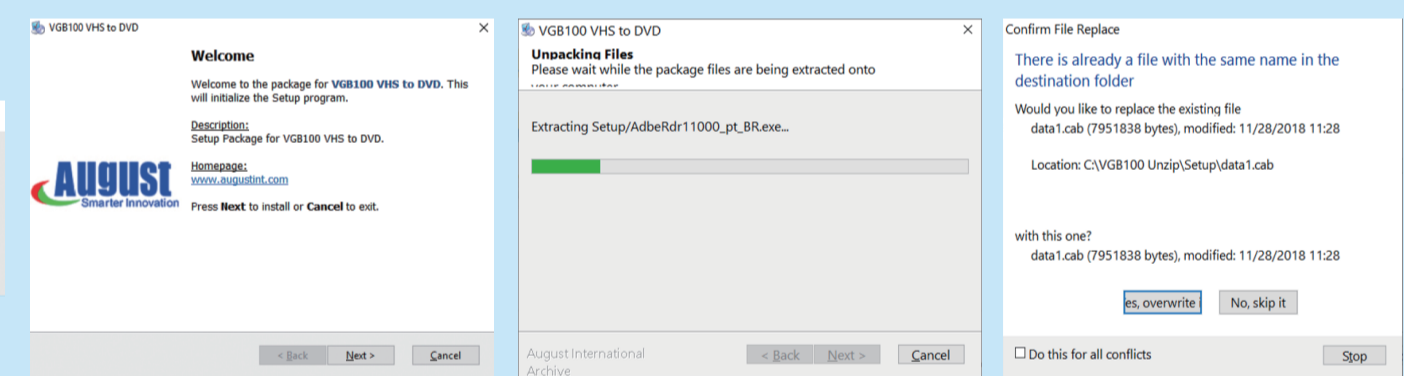 VGB100 VHS to DVD
Welcome
Welcome to the package for VGB100 VHS to DVD. This
will initialize the Setup program.
Description:
Setup Package for VGB100 VHS to DVD.
Homepage:
www.augustint.com
Press Next to install or Cancel to exit.
August
Smarter Innovation
< Back Next > Cancel
VGB100 VHS to DVD
Unpacking Files
Please wait while the package files are being extracted onto
Extracting Setup/AdbeRdr11000_pt_BR.exe...
August International
Archive
< Back Next > Cancel
Confirm File Replace
There is already a file with the same name in the
destination folder
Would you like to replace the existing file
data1.cab (7951838 bytes), modified: 11/28/2018 11:28
Location: C:\VGB100 Unzip\Setup\data1.cab
with this one?
data1.cab (7951838 bytes), modified: 11/28/2018 11:28
es, overwrite No, skip it
Do this for all conflicts
Stop